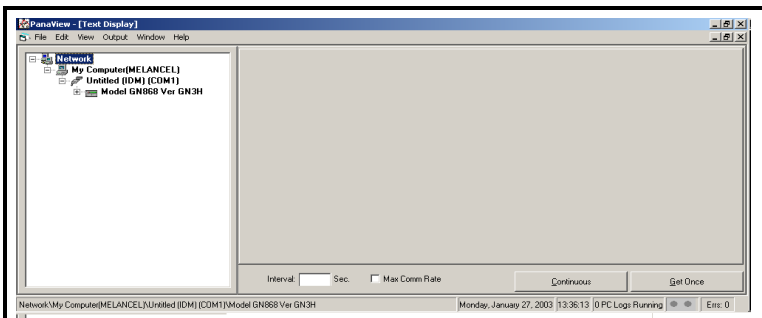 PanaView - [Text Display]
File Edit View Output Window Help
Network
My Computer(MELANCEL)
Untitled (IDM) (COM1)
Model GN868 Ver GN3H
Interval: Sec. Max Comm Rate Continuous Get Once
Network\My Computer(MELANCEL)\Untitled (IDM) (COM1)\Model GN868 Ver GN3H Monday, January 27, 2003 13:36:13 0 PC Logs Running Errs: 0